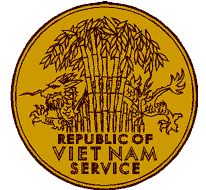 REPUBLIC OF
VIET NAM
SERVICE